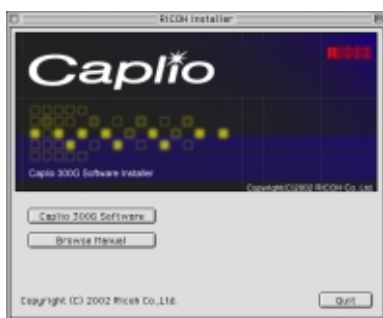 RICOH Installer
Caplio
RICOH
Caplio 300G Software Installer
Copyright(C)2002 RICOH Co.,Ltd.
Caplio 300G Software
Browse Manual
Copyright (C) 2002 Ricoh Co.,Ltd.
Quit